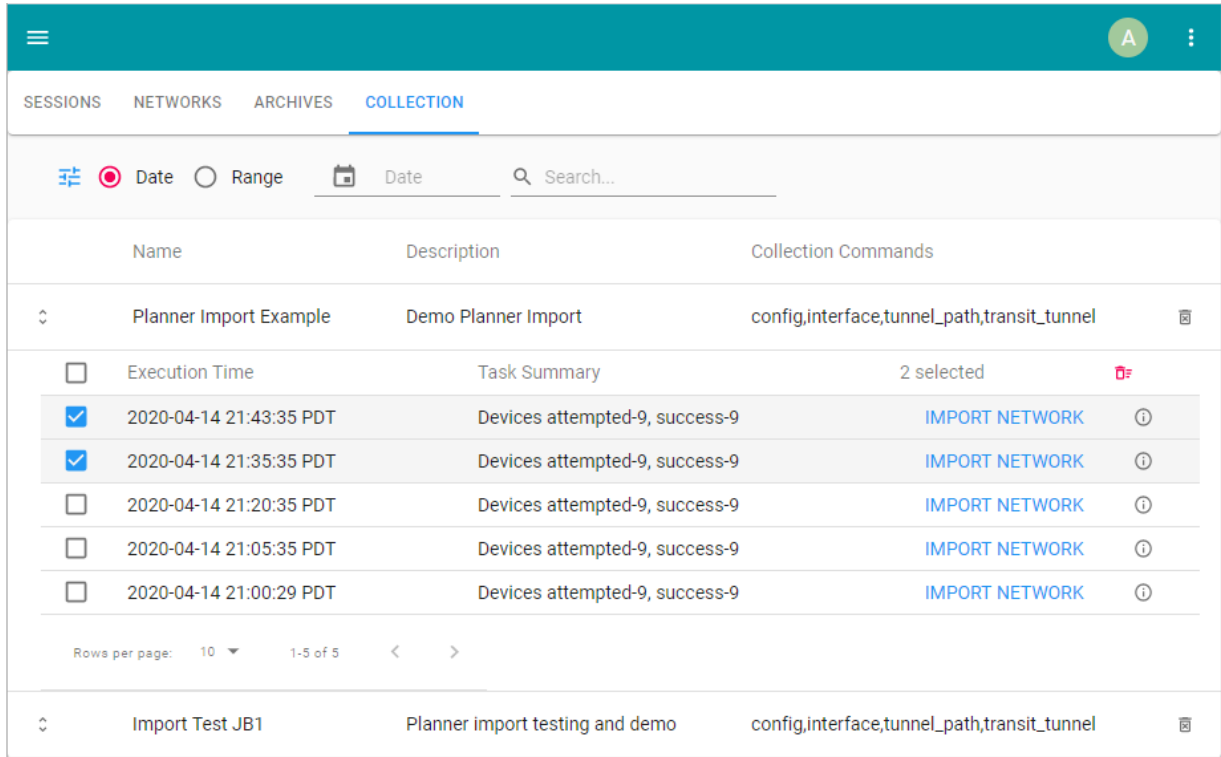 A
SESSIONS NETWORKS ARCHIVES COLLECTION
Date Range Date Search...
Name Description Collection Commands
Planner Import Example Demo Planner Import config,interface,tunnel_path,transit_tunnel
Execution Time Task Summary 2 selected
2020-04-14 21:43:35 PDT Devices attempted-9, success-9 IMPORT NETWORK
2020-04-14 21:35:35 PDT Devices attempted-9, success-9 IMPORT NETWORK
2020-04-14 21:20:35 PDT Devices attempted-9, success-9 IMPORT NETWORK
2020-04-14 21:05:35 PDT Devices attempted-9, success-9 IMPORT NETWORK
2020-04-14 21:00:29 PDT Devices attempted-9, success-9 IMPORT NETWORK
Rows per page: 10 1-5 of 5
Import Test JB1 Planner import testing and demo config,interface,tunnel_path,transit_tunnel